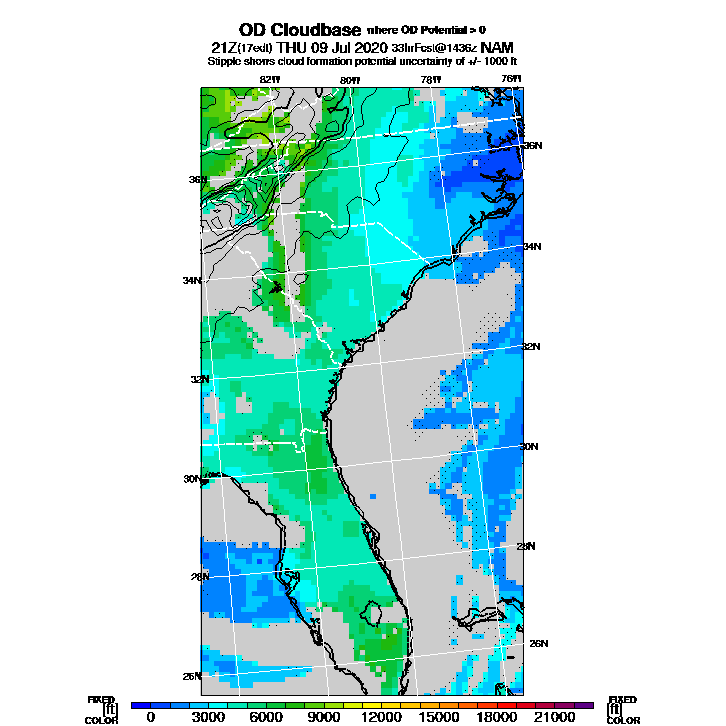 OD Cloudbase where OD Potential > 0
21Z(17edt) THU 09 Jul 2020 33hrFcst@1436z NAM
Stipple shows cloud formation potential uncertainty of +/- 1000 ft
82W 80W 78W 76W
36N 36N
34N 34N
32N 32N
30N 30N
28N 28N
26N 26N
FIXED FIXED
[ft] 0 3000 6000 9000 12000 15000 18000 21000 [ft]
COLOR COLOR